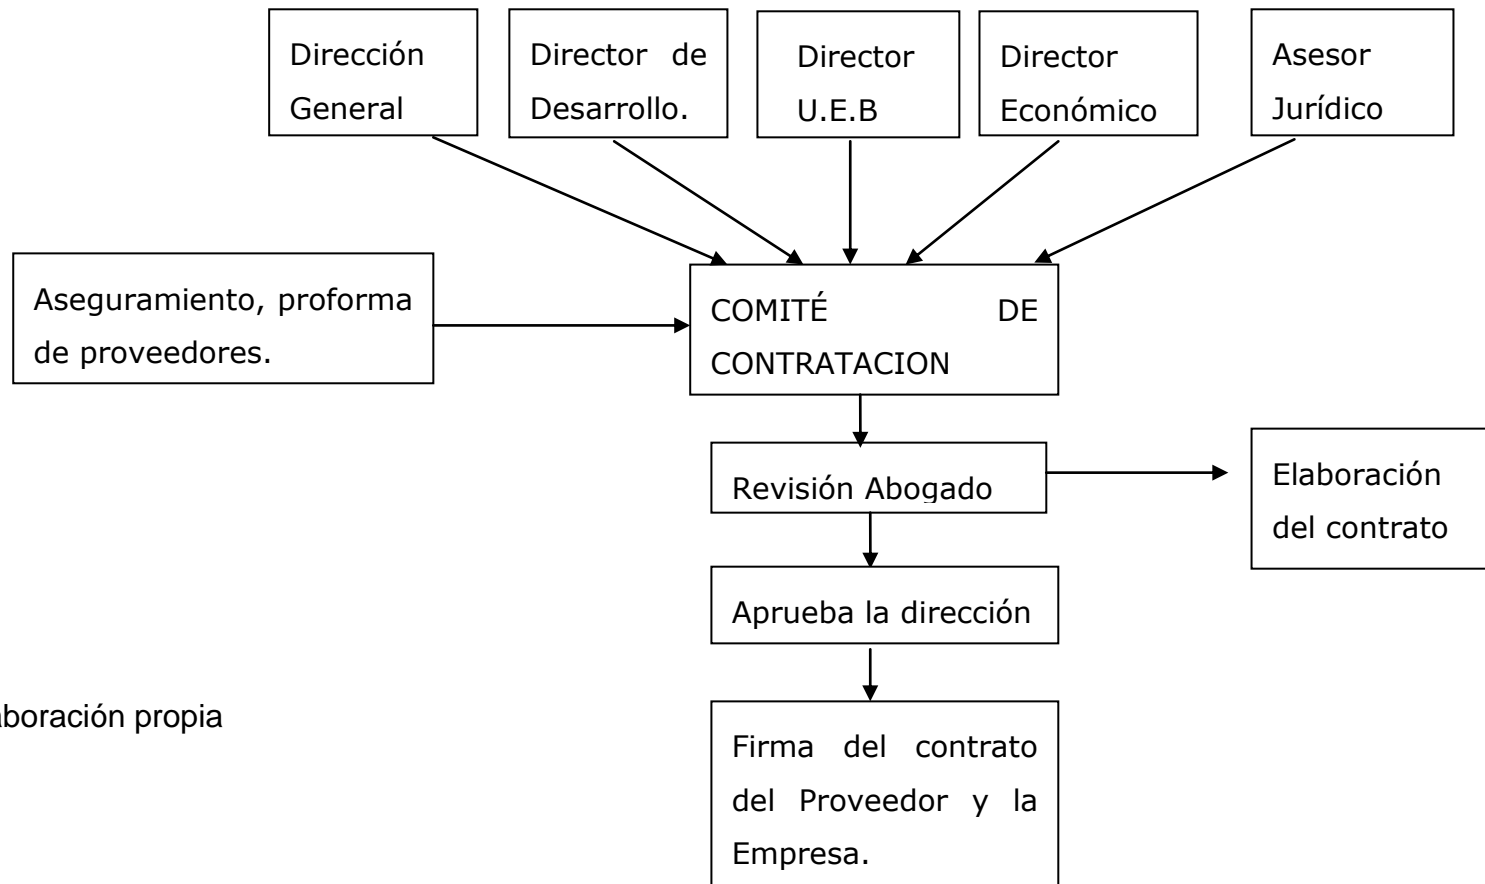 Dirección
General
Director de
Desarrollo.
Director
U.E.B
Director
Económico
Asesor
Jurídico
Aseguramiento, proforma
de proveedores.
COMITÉ DE
CONTRATACION
Revisión Abogado
Elaboración
del contrato
Aprueba la dirección
aboración propia
Firma del contrato
del Proveedor y la
Empresa.